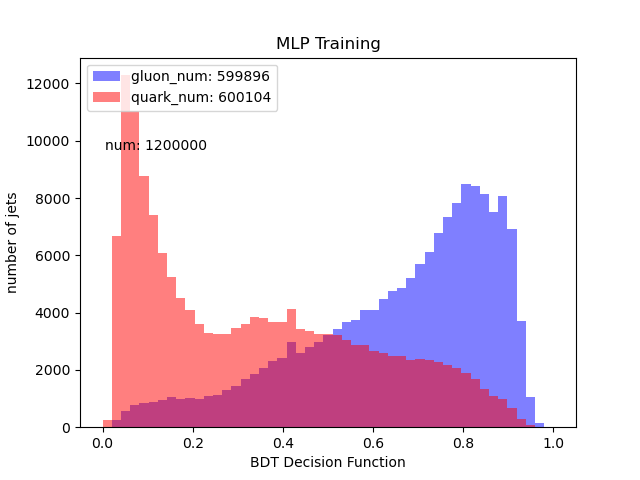 MLP Training
gluon_num: 599896
quark_num: 600104
num: 1200000
number of jets
12000
10000
8000
6000
4000
2000
0
0.0 0.2 0.4 0.6 0.8 1.0
BDT Decision Function